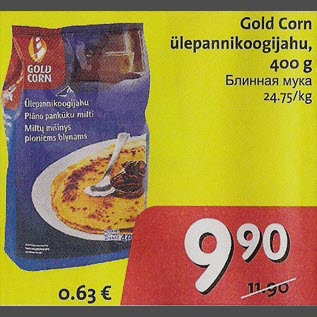 Gold Corn
ülepannikoogijahu,
400 g
Блинная мука
24.75/kg
GOLD
CORN
Ülepannikoogijahu
Plāno pankūku milti
Miltų mišinys
ploniems blynams
9 90
11.90
0.63 €